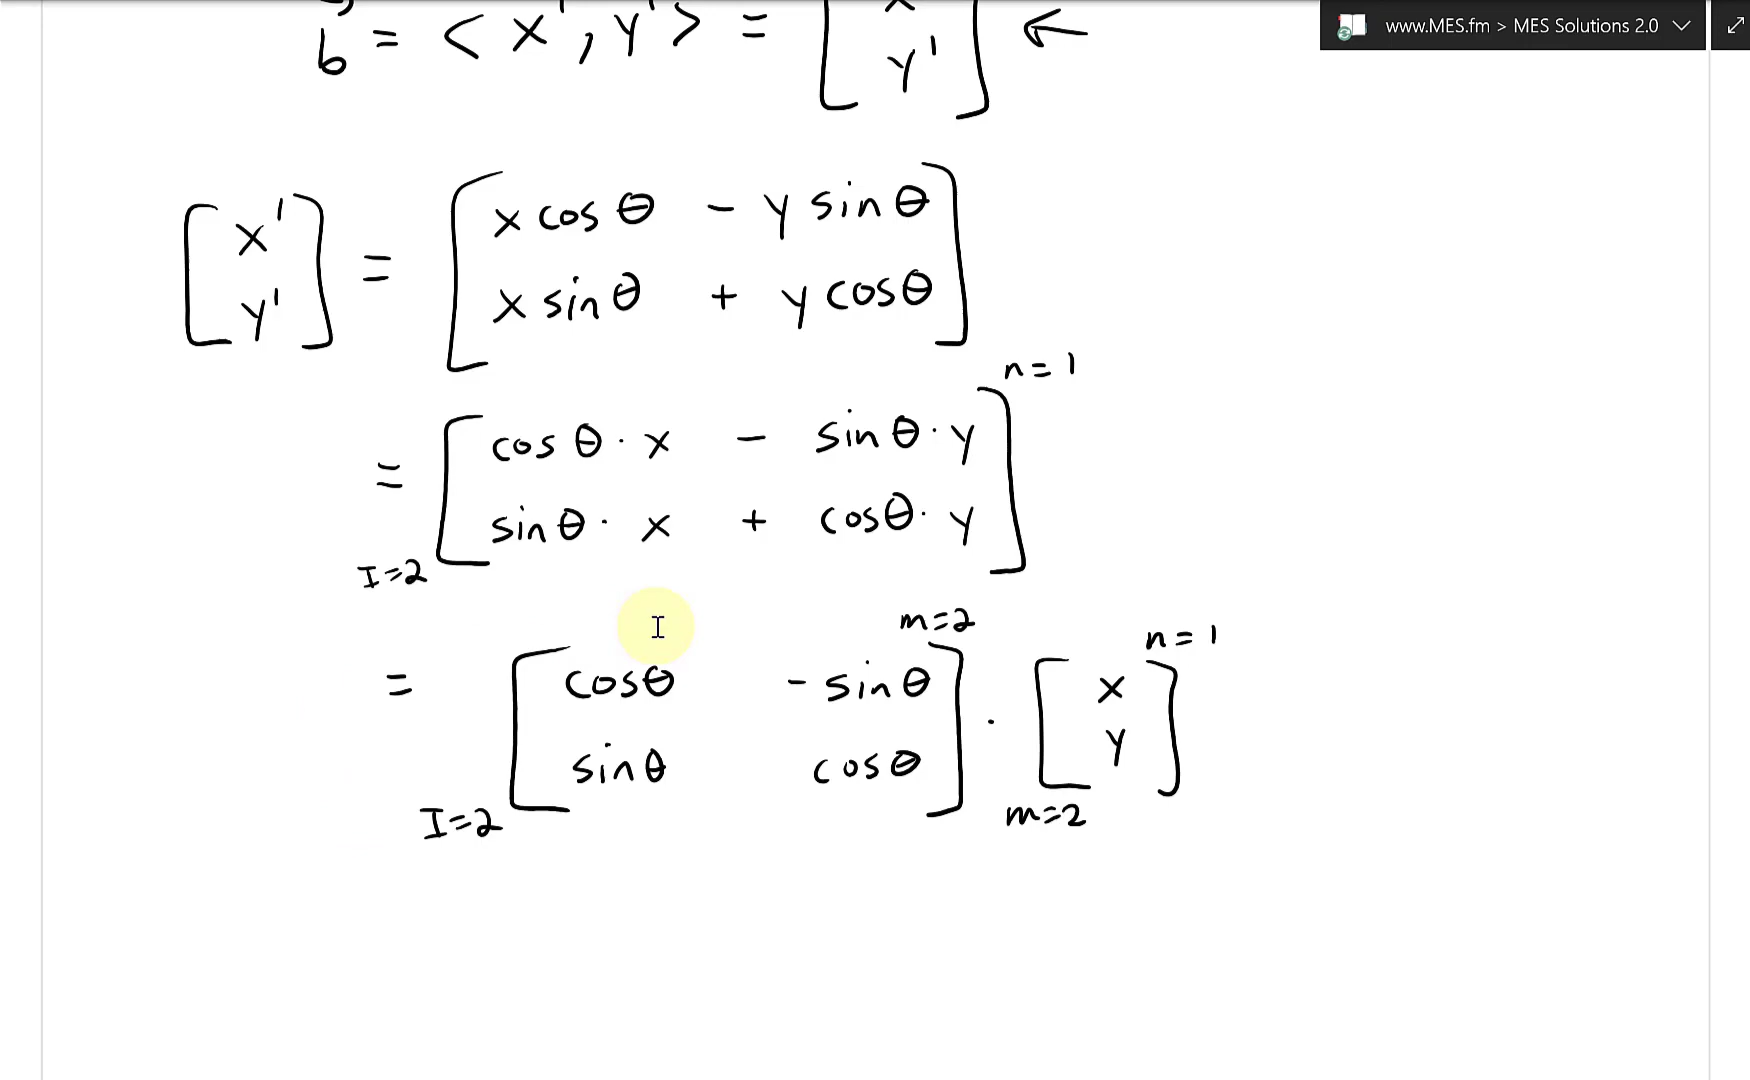 www.MES.fm > MES Solutions 2.0
b = < x', y' > = [ x y' ] ←
[ x' y' ] = [ x cos θ - y sin θ
x sin θ + y cos θ ]
n = 1
= [ cos θ · x - sin θ · y
sin θ · x + cos θ · y ]
I=2
m=2
n = 1
= [ cosθ - sin θ ] · [ x
sin θ cos θ y ]
I=2 m=2